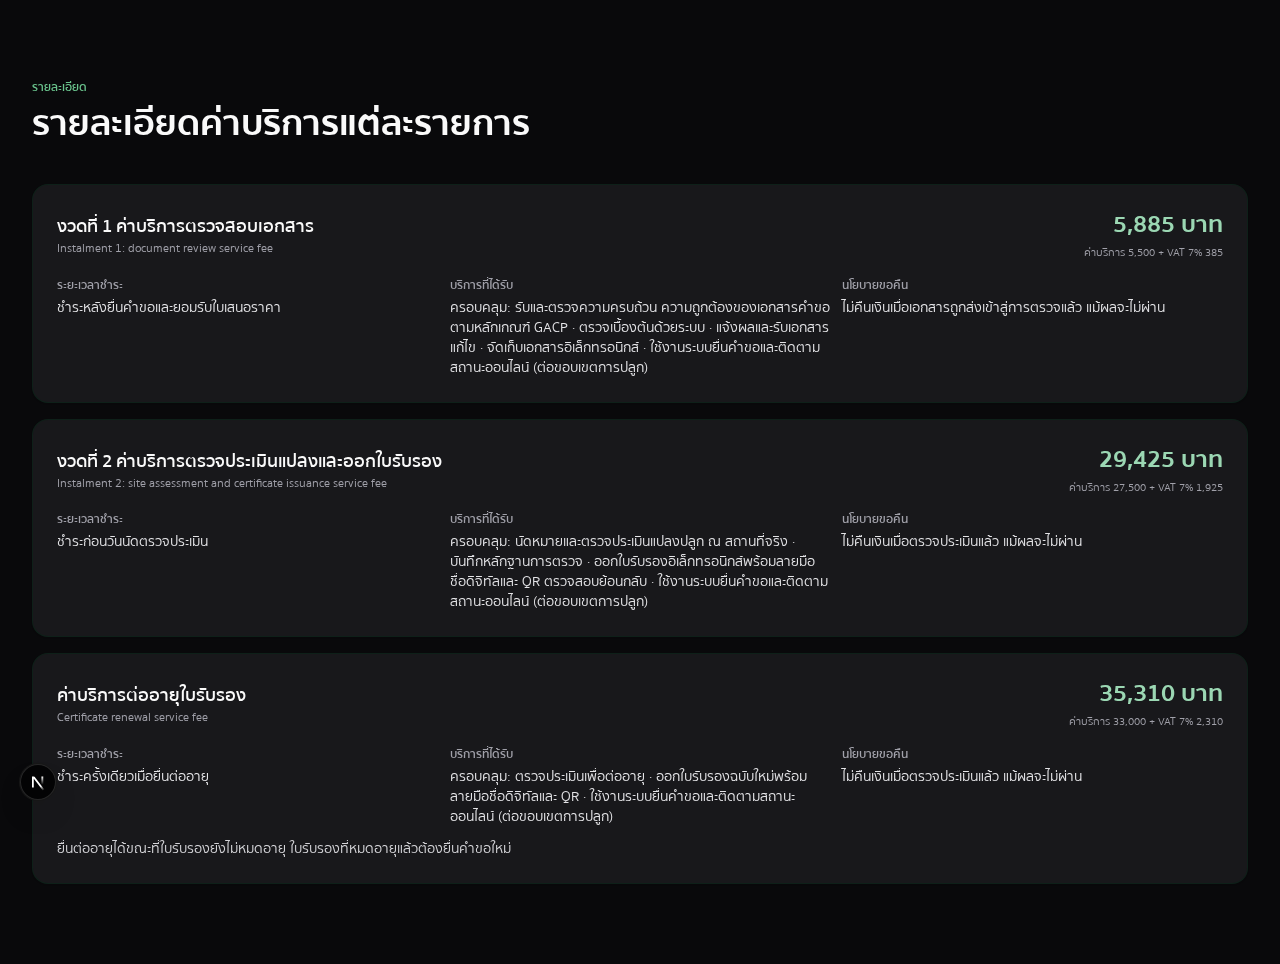 รายละเอียด
รายละเอียดค่าบริการแต่ละรายการ
งวดที่ 1 ค่าบริการตรวจสอบเอกสาร
Instalment 1: document review service fee
5,885 บาท
ค่าบริการ 5,500 + VAT 7% 385
ระยะเวลาชำระ
ชำระหลังยื่นคำขอและยอมรับใบเสนอราคา
บริการที่ได้รับ
ครอบคลุม: รับและตรวจความครบถ้วน ความถูกต้องของเอกสารคำขอ
ตามหลักเกณฑ์ GACP · ตรวจเบื้องต้นด้วยระบบ · แจ้งผลและรับเอกสาร
แก้ไข · จัดเก็บเอกสารอิเล็กทรอนิกส์ · ใช้งานระบบยื่นคำขอและติดตาม
สถานะออนไลน์ (ต่อขอบเขตการปลูก)
นโยบายขอคืน
ไม่คืนเงินเมื่อเอกสารถูกส่งเข้าสู่การตรวจแล้ว แม้ผลจะไม่ผ่าน
งวดที่ 2 ค่าบริการตรวจประเมินแปลงและออกใบรับรอง
Instalment 2: site assessment and certificate issuance service fee
29,425 บาท
ค่าบริการ 27,500 + VAT 7% 1,925
ระยะเวลาชำระ
ชำระก่อนวันนัดตรวจประเมิน
บริการที่ได้รับ
ครอบคลุม: นัดหมายและตรวจประเมินแปลงปลูก ณ สถานที่จริง ·
บันทึกหลักฐานการตรวจ · ออกใบรับรองอิเล็กทรอนิกส์พร้อมลายมือ
ชื่อดิจิทัลและ QR ตรวจสอบย้อนกลับ · ใช้งานระบบยื่นคำขอและติดตาม
สถานะออนไลน์ (ต่อขอบเขตการปลูก)
นโยบายขอคืน
ไม่คืนเงินเมื่อตรวจประเมินแล้ว แม้ผลจะไม่ผ่าน
ค่าบริการต่ออายุใบรับรอง
Certificate renewal service fee
35,310 บาท
ค่าบริการ 33,000 + VAT 7% 2,310
ระยะเวลาชำระ
ชำระครั้งเดียวเมื่อยื่นต่ออายุ
บริการที่ได้รับ
ครอบคลุม: ตรวจประเมินเพื่อต่ออายุ · ออกใบรับรองฉบับใหม่พร้อม
ลายมือชื่อดิจิทัลและ QR · ใช้งานระบบยื่นคำขอและติดตามสถานะ
ออนไลน์ (ต่อขอบเขตการปลูก)
นโยบายขอคืน
ไม่คืนเงินเมื่อตรวจประเมินแล้ว แม้ผลจะไม่ผ่าน
ยื่นต่ออายุได้ขณะที่ใบรับรองยังไม่หมดอายุ ใบรับรองที่หมดอายุแล้วต้องยื่นคำขอใหม่
N